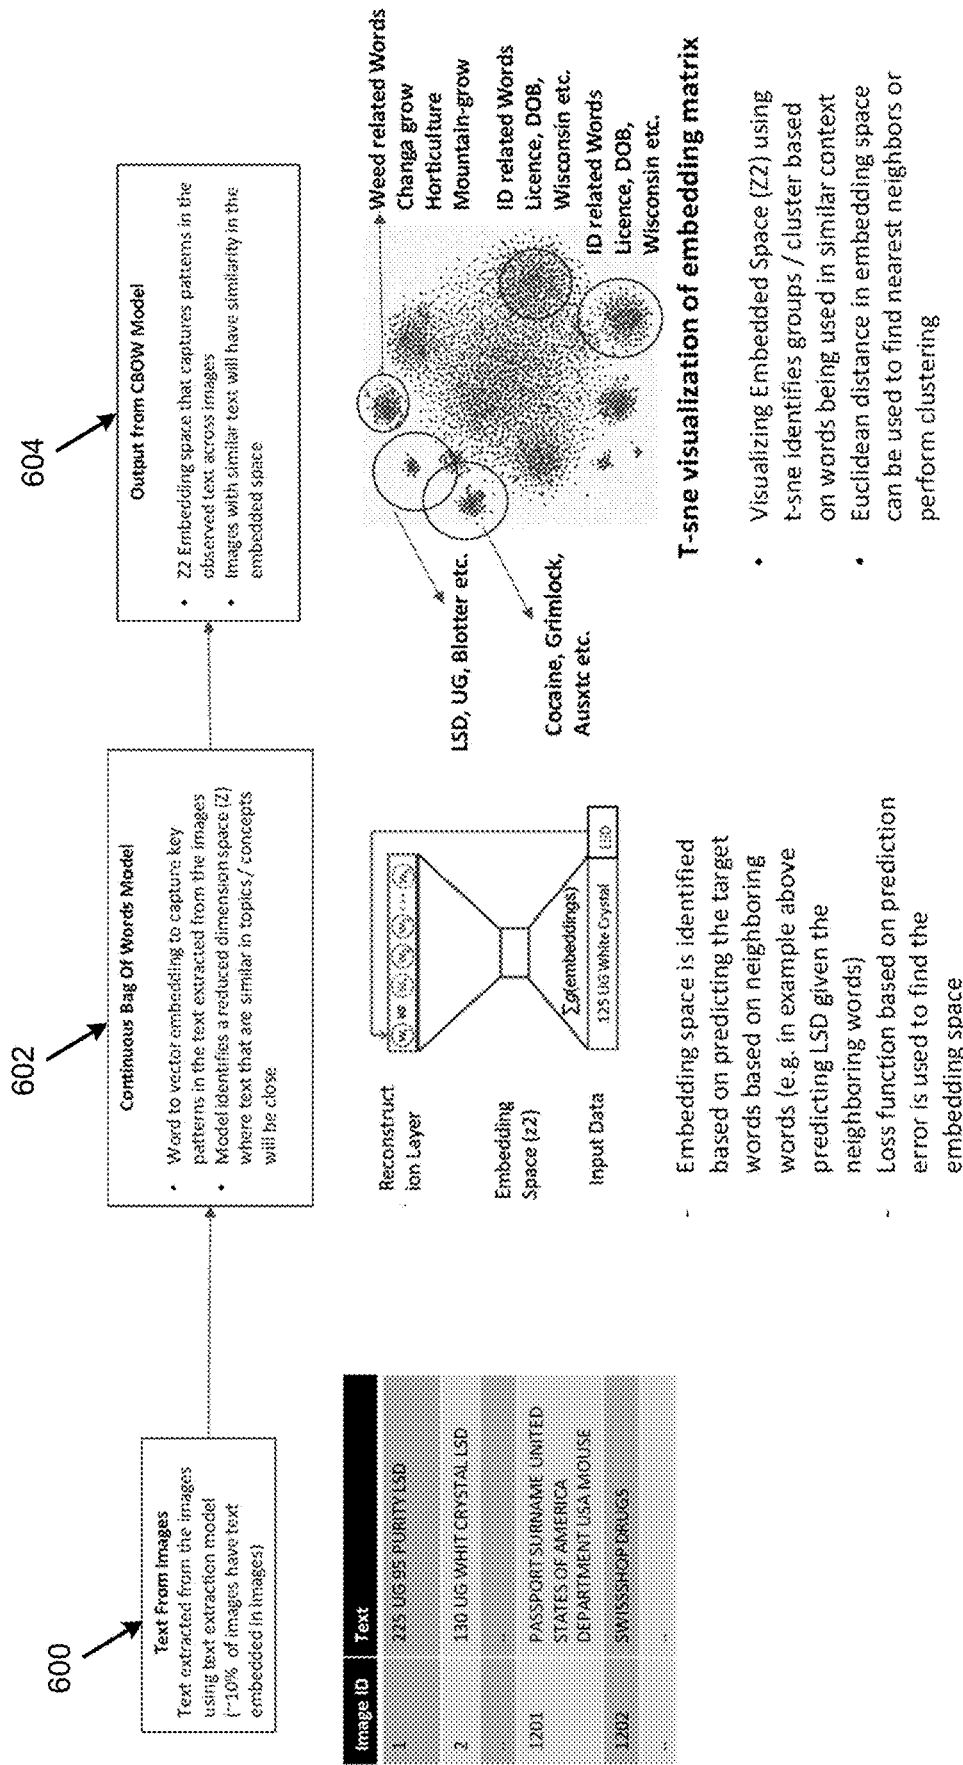 600
Text From Images
Text extracted from the images
using text extraction model
(~10% of images have text
embedded in images)
Image ID Text
1 225 UG 95 PURITY LSD
2 130 UG WHIT CRYSTAL LSD
1201 PASSPORTSURNAME UNITED
STATES OF AMERICA
DEPARTMENT USA MOUSE
1202 SWISSSHOP DRUGS
602
Continuous Bag Of Words Model
• Word to vector embedding to capture key
patterns in the text extracted from the images
• Model identifies a reduced dimension space (Z)
where text that are similar in topics/ concepts
will be close
Reconstruct
ion Layer
Embedding
Space (z2)
Input Data
∑g(embeddings)
125 UG White Crystal LSD
- Embedding space is identified
based on predicting the target
words based on neighboring
words (e.g. in example above
predicting LSD given the
neighboring words)
- Loss function based on prediction
error is used to find the
embedding space
604
Output from CBOW Model
• Z2 Embedding space that captures patterns in the
observed text across images
• Images with similar text will have similarity in the
embedded space
LSD, UG, Blotter etc.
Cocaine, Grimlock,
Ausxtc etc.
Weed related Words
Changa grow
Horticulture
Mountain-grow
ID related Words
Licence, DOB,
Wisconsin etc.
ID related Words
Licence, DOB,
Wisconsin etc.
T-sne visualization of embedding matrix
• Visualizing Embedded Space (Z2) using
t-sne identifies groups / cluster based
on words being used in similar context
• Euclidean distance in embedding space
can be used to find nearest neighbors or
perform clustering